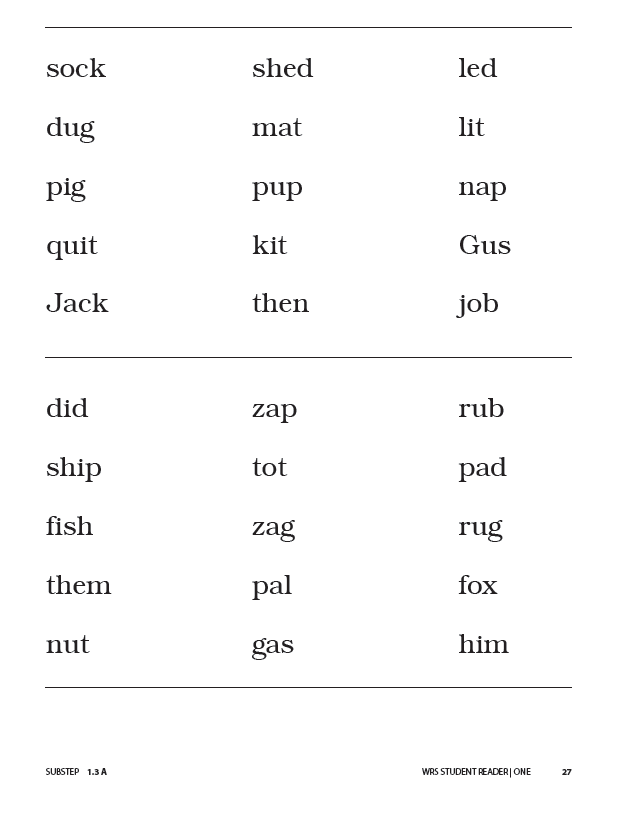 sock shed led
dug mat lit
pig pup nap
quit kit Gus
Jack then job
did zap rub
ship tot pad
fish zag rug
them pal fox
nut gas him
SUBSTEP 1.3 A WRS STUDENT READER | ONE 27